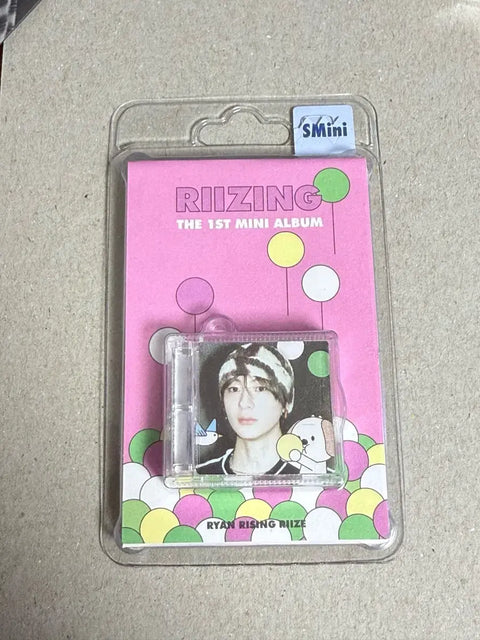 SMini
RIIZING
THE 1ST MINI ALBUM
RYAN RISING RIIZE